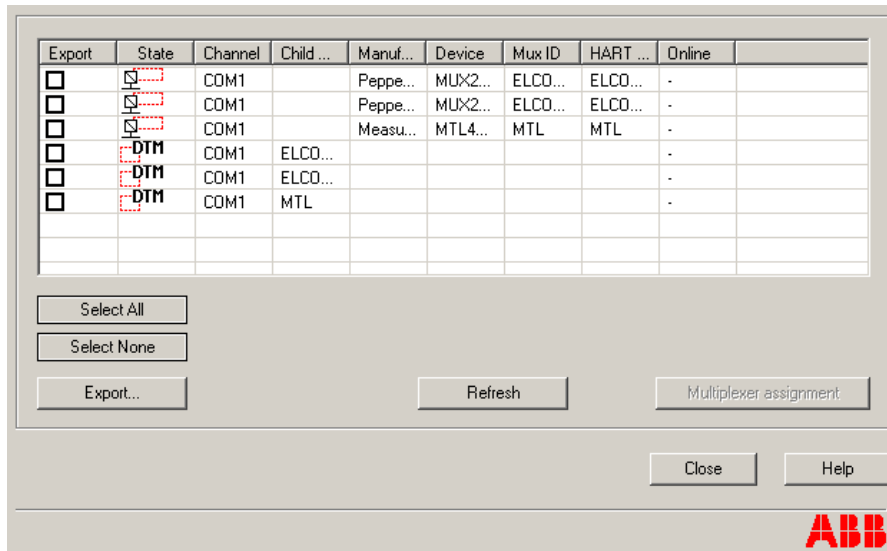 Export State Channel Child ... Manuf... Device Mux ID HART ... Online
COM1 Peppe... MUX2... ELCO... ELCO... -
COM1 Peppe... MUX2... ELCO... ELCO... -
COM1 Measu... MTL4... MTL MTL -
DTM COM1 ELCO... -
DTM COM1 ELCO... -
DTM COM1 MTL -
Select All
Select None
Export... Refresh Multiplexer assignment
Close Help
ABB